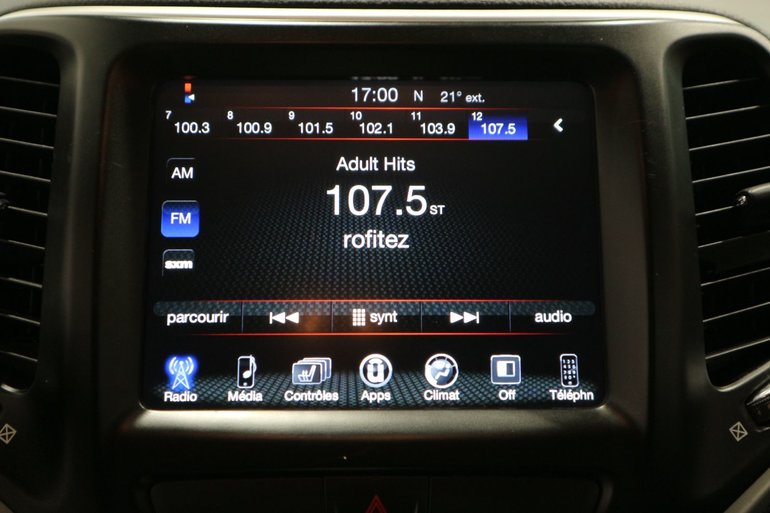 17:00 N 21° ext.
7 100.3 8 100.9 9 101.5 10 102.1 11 103.9 12 107.5
AM
Adult Hits
107.5 ST
FM
rofitez
sxm
parcourir synt audio
Radio Média Contrôles Apps Climat Off Téléphn